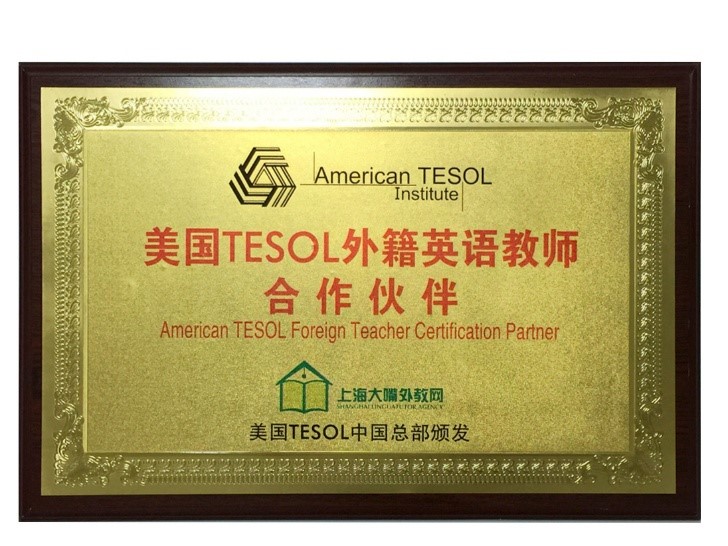 American TESOL
Institute
美国TESOL外籍英语教师
合作伙伴
American TESOL Foreign Teacher Certification Partner
上海大嘴外教网
美国TESOL中国总部颁发